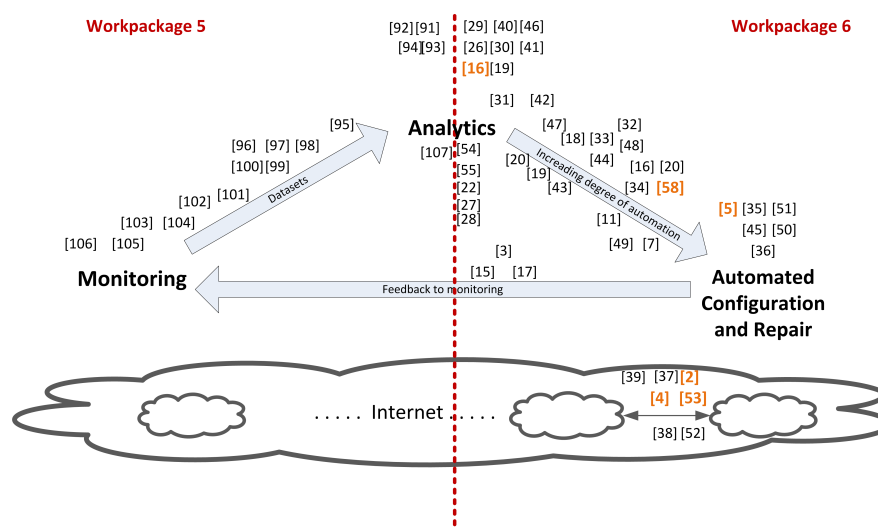 Workpackage 5
Workpackage 6
[92] [91] [29] [40] [46]
[94] [93] [26] [30] [41]
[16] [19]
[31] [42]
[95]
Analytics
[47] [32]
[18] [33]
[48]
[96] [97] [98]
[107] [54]
[20] [44]
[100] [99]
[55] [19] [16] [20]
[22] [43] [34] [58]
[101]
[102]
Datasets
Increading degree of automation
[27]
[28]
[5] [35] [51]
[103] [104]
[11]
[45] [50]
[106] [105]
[49] [7]
[3]
[36]
[15] [17]
Monitoring
Feedback to monitoring
Automated
Configuration
and Repair
[39] [37] [2]
[4] [53]
..... Internet ......
[38] [52]